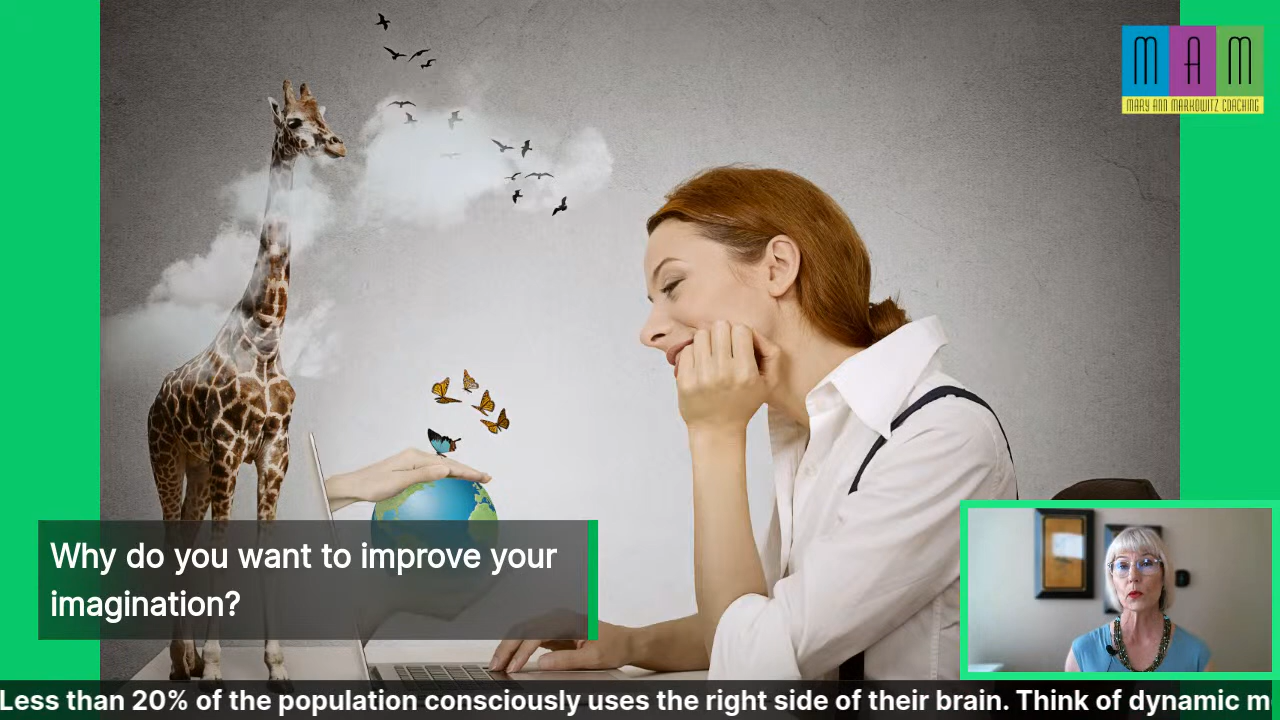 MAM
MARY ANN MARKOWITZ COACHING
Why do you want to improve your
imagination?
Less than 20% of the population consciously uses the right side of their brain. Think of dynamic m